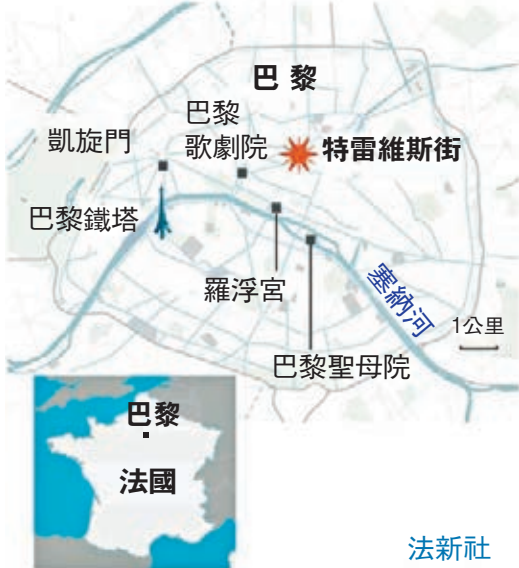 巴黎
巴黎
歌劇院
凱旋門
特雷維斯街
巴黎鐵塔
羅浮宮
塞納河
1公里
巴黎聖母院
巴黎
法國
法新社